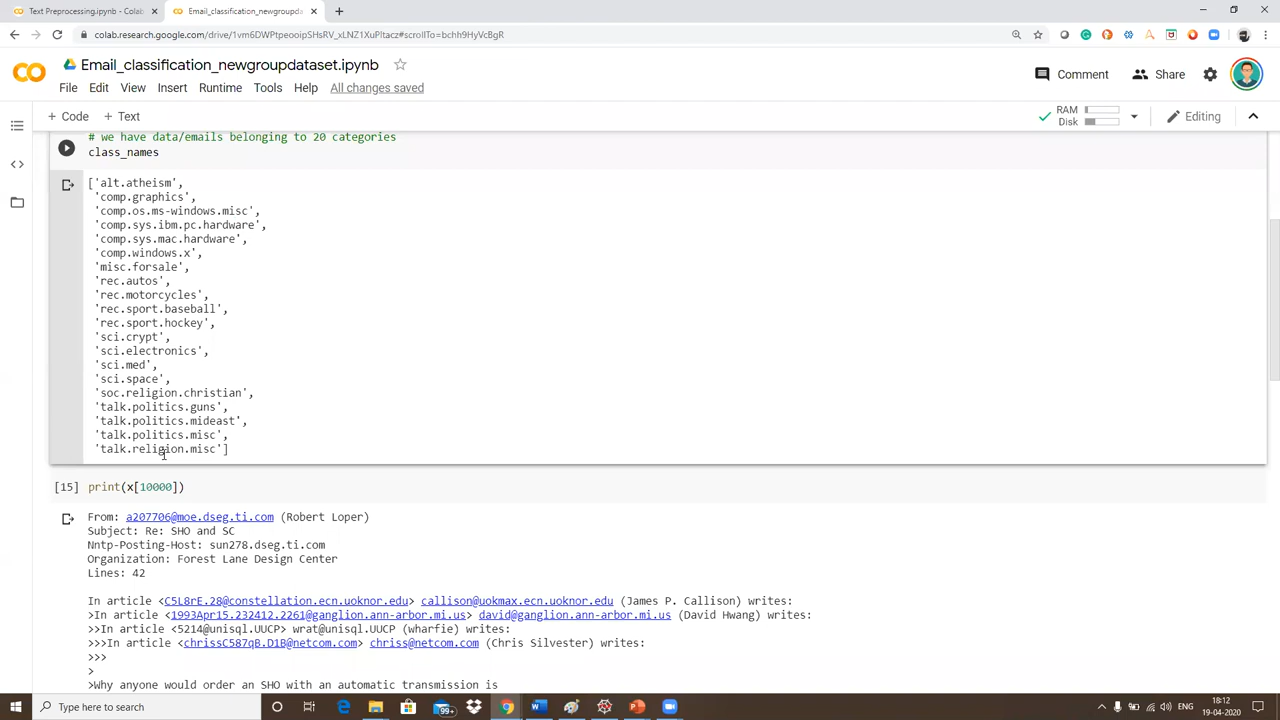 Text Preprocessing.ipynb - Colab
Email_classification_newgroupda
colab.research.google.com/drive/1vm6DWPtpeooipSHsRV_xLNZ1XuPltacz#scrollTo=bchh9HyVcBgR
Email_classification_newgroupdataset.ipynb
Comment
Share
File Edit View Insert Runtime Tools Help All changes saved
+ Code + Text
RAM
Disk
Editing
# we have data/emails belonging to 20 categories
class_names
['alt.atheism',
'comp.graphics',
'comp.os.ms-windows.misc',
'comp.sys.ibm.pc.hardware',
'comp.sys.mac.hardware',
'comp.windows.x',
'misc.forsale',
'rec.autos',
'rec.motorcycles',
'rec.sport.baseball',
'rec.sport.hockey',
'sci.crypt',
'sci.electronics',
'sci.med',
'sci.space',
'soc.religion.christian',
'talk.politics.guns',
'talk.politics.mideast',
'talk.politics.misc',
'talk.religion.misc']
[15] print(x[10000])
From: a207706@moe.dseg.ti.com (Robert Loper)
Subject: Re: SHO and SC
Nntp-Posting-Host: sun278.dseg.ti.com
Organization: Forest Lane Design Center
Lines: 42
In article <C5L8rE.28@constellation.ecn.uoknor.edu> callison@uokmax.ecn.uoknor.edu (James P. Callison) writes:
>In article <1993Apr15.232412.2261@ganglion.ann-arbor.mi.us> david@ganglion.ann-arbor.mi.us (David Hwang) writes:
>>In article <5214@unisql.UUCP> wrat@unisql.UUCP (wharfie) writes:
>>>In article <chrissC587qB.D1B@netcom.com> chriss@netcom.com (Chris Silvester) writes:
>>>
>
>Why anyone would order an SHO with an automatic transmission is
Type here to search
99+
ENG
18:12
19-04-2020